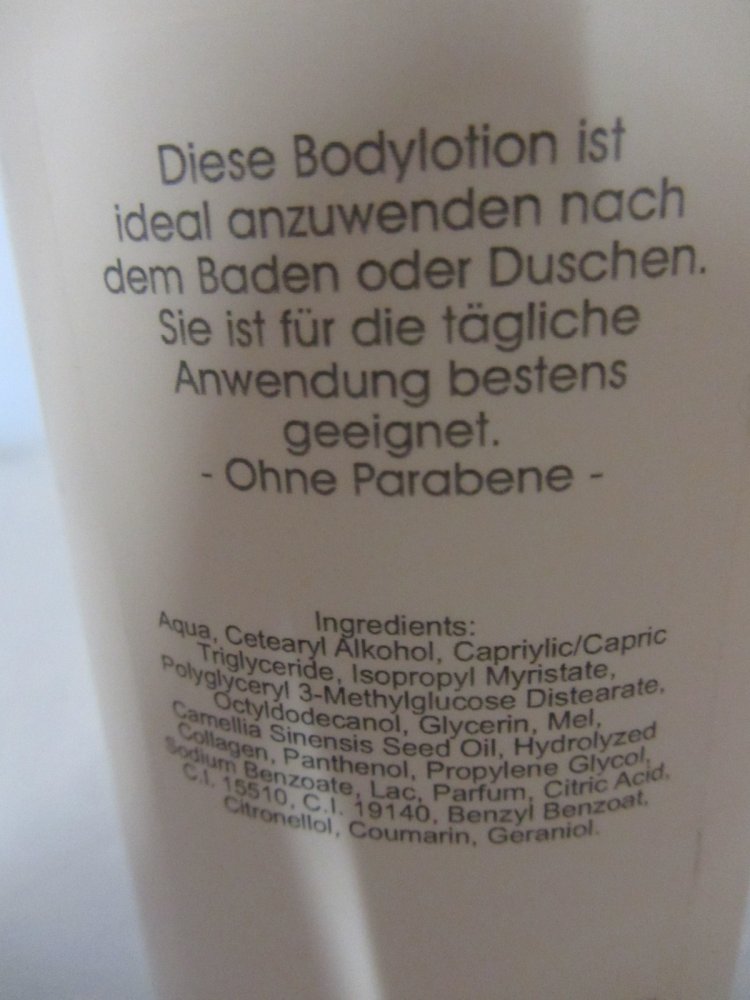 Diese Bodylotion ist
ideal anzuwenden nach
dem Baden oder Duschen.
Sie ist für die tägliche
Anwendung bestens
geeignet.
- Ohne Parabene -
Ingredients:
Aqua, Cetearyl Alkohol, Capriylic/Capric
Triglyceride, Isopropyl Myristate,
Polyglyceryl 3-Methylglucose Distearate,
Octyldodecanol, Glycerin, Mel,
Camellia Sinensis Seed Oil, Hydrolyzed
Collagen, Panthenol, Propylene Glycol,
Sodium Benzoate, Lac, Parfum, Citric Acid,
C.I. 15510, C.I. 19140, Benzyl Benzoat,
Citronellol, Coumarin, Geraniol.